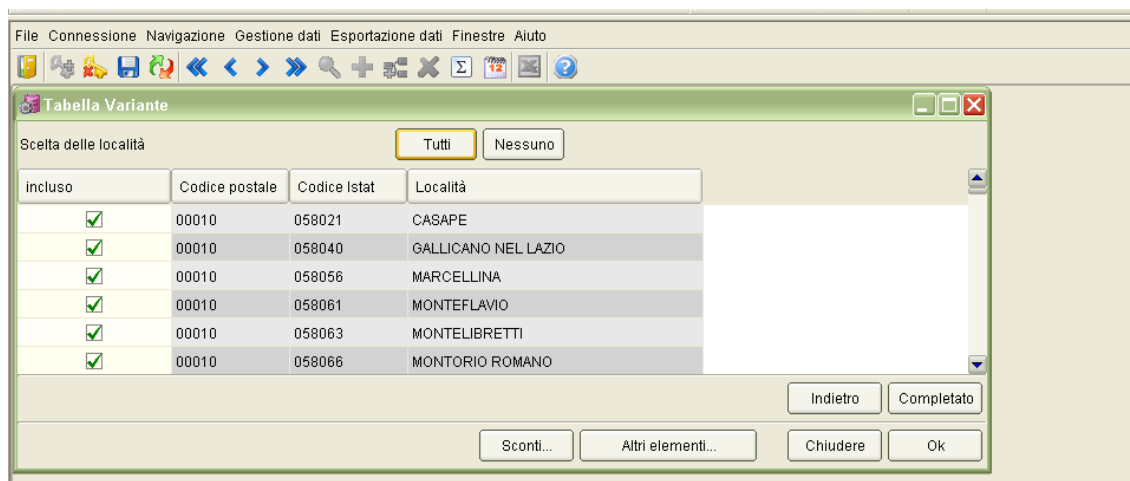 File Connessione Navigazione Gestione dati Esportazione dati Finestre Aiuto
Σ 12 ?
Tabella Variante
Scelta delle località Tutti Nessuno
incluso Codice postale Codice Istat Località
00010 058021 CASAPE
00010 058040 GALLICANO NEL LAZIO
00010 058056 MARCELLINA
00010 058061 MONTEFLAVIO
00010 058063 MONTELIBRETTI
00010 058066 MONTORIO ROMANO
Indietro Completato
Sconti... Altri elementi... Chiudere Ok